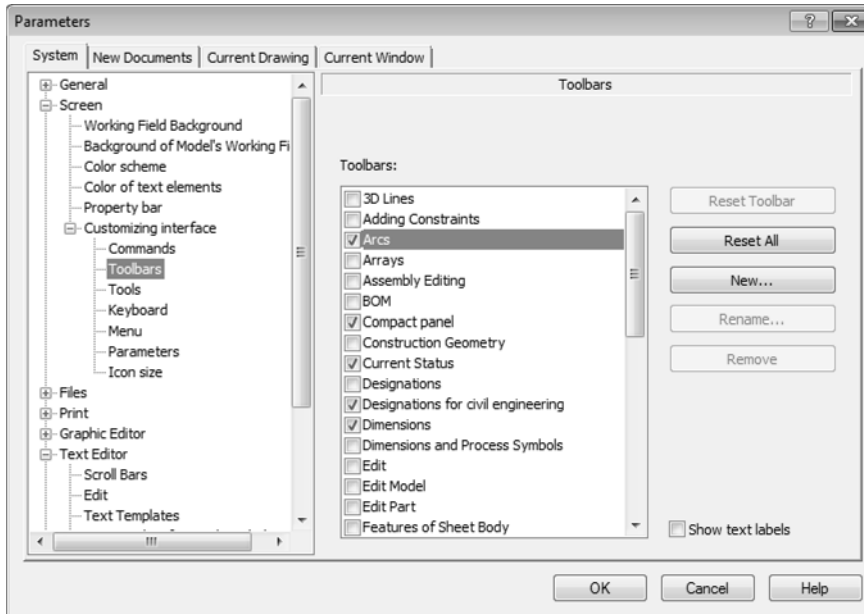 Parameters
System
New Documents
Current Drawing
Current Window
General
Screen
Working Field Background
Background of Model's Working Fi
Color scheme
Color of text elements
Property bar
Customizing interface
Commands
Toolbars
Tools
Keyboard
Menu
Parameters
Icon size
Files
Print
Graphic Editor
Text Editor
Scroll Bars
Edit
Text Templates
Toolbars
Toolbars:
3D Lines
Adding Constraints
Arcs
Arrays
Assembly Editing
BOM
Compact panel
Construction Geometry
Current Status
Designations
Designations for civil engineering
Dimensions
Dimensions and Process Symbols
Edit
Edit Model
Edit Part
Features of Sheet Body
Reset Toolbar
Reset All
New...
Rename...
Remove
Show text labels
OK
Cancel
Help